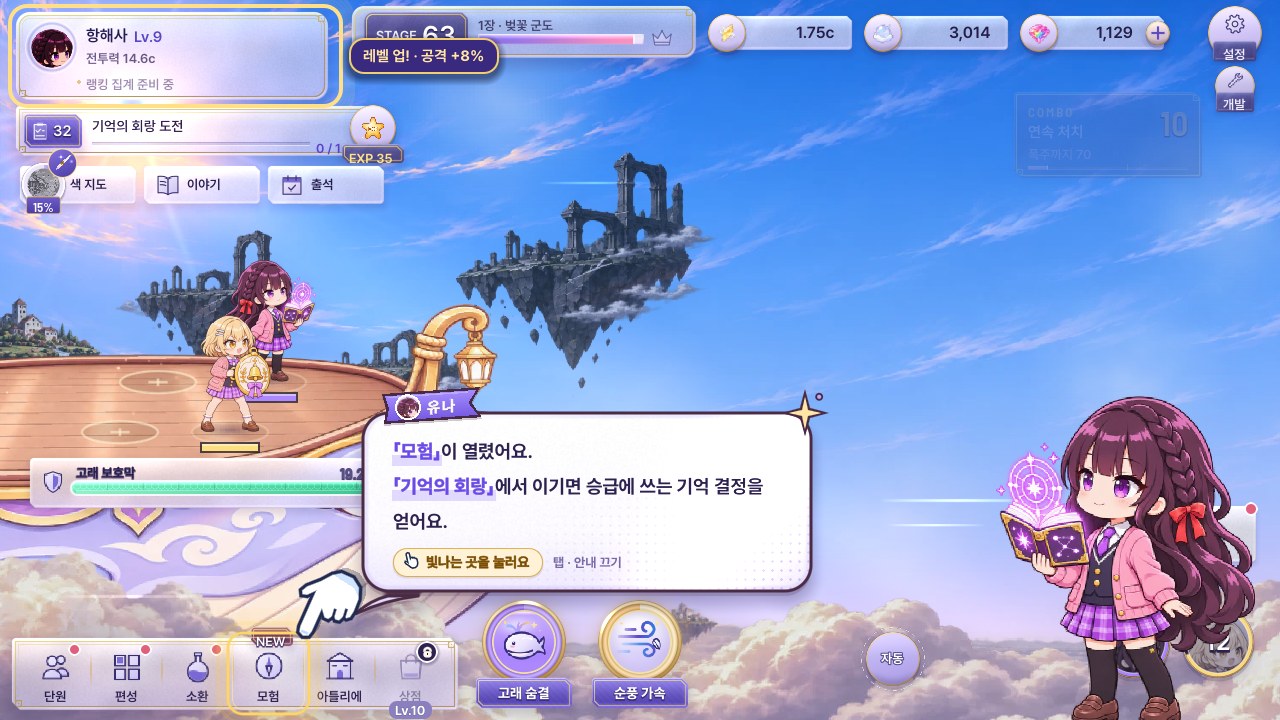 항해사 Lv.9
전투력 14.6c
랭킹 집계 준비 중
STAGE 63
1장 · 벚꽃 군도
레벨 업! · 공격 +8%
1.75c
3,014
1,129
설정
개발
32
기억의 회랑 도전
0 / 1
EXP 35
색 지도
15%
이야기
출석
COMBO
연속 처치
10
폭주까지 70
고래 보호막
19.2
유나
「모험」이 열렸어요.
「기억의 회랑」에서 이기면 승급에 쓰는 기억 결정을
얻어요.
빛나는 곳을 눌러요
탭 · 안내 끄기
단원
편성
소환
NEW
모험
아틀리에
상점
Lv.10
고래 숨결
순풍 가속
자동
12